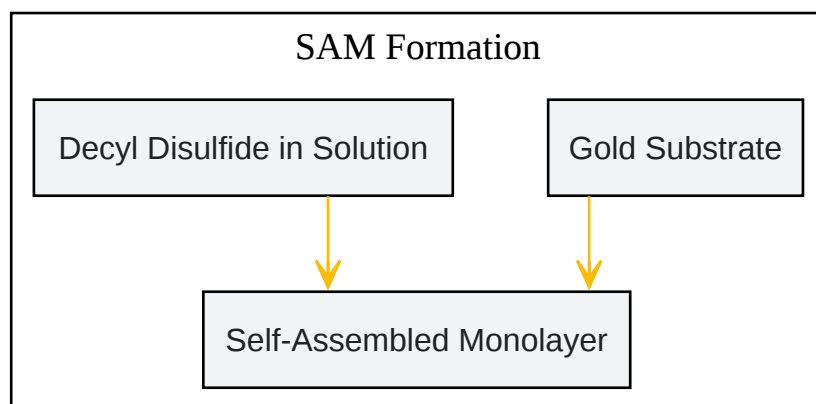 SAM Formation
Decyl Disulfide in Solution
Gold Substrate
Self-Assembled Monolayer